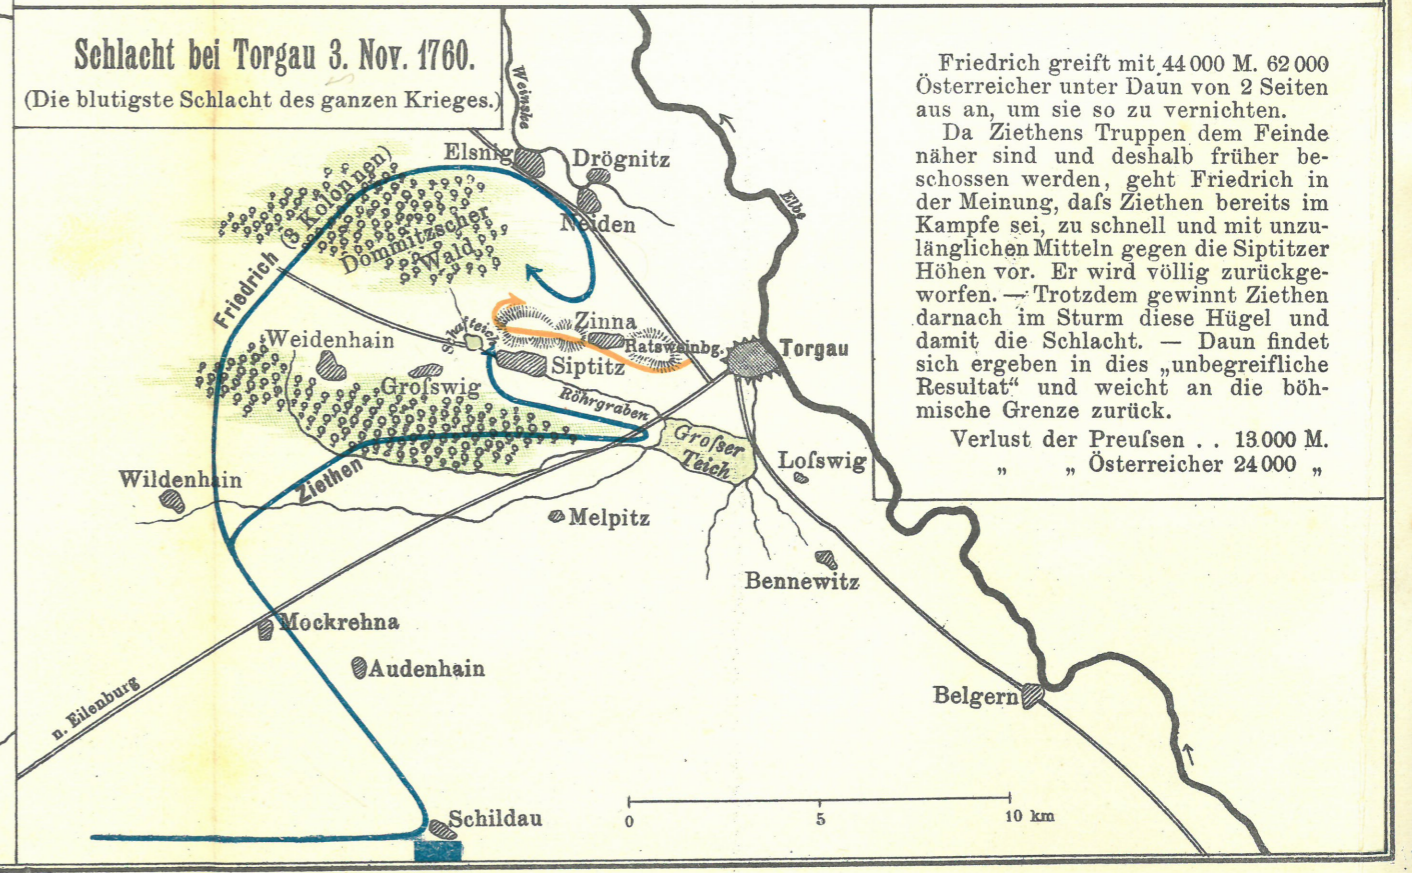 Schlacht bei Torgau 3. Nov. 1760.
(Die blutigste Schlacht des ganzen Krieges.)
Friedrich greift mit 44 000 M. 62 000
Österreicher unter Daun von 2 Seiten
aus an, um sie so zu vernichten.
Da Ziethens Truppen dem Feinde
näher sind und deshalb früher be-
schossen werden, geht Friedrich in
der Meinung, daſs Ziethen bereits im
Kampfe sei, zu schnell und mit unzu-
länglichen Mitteln gegen die Siptitzer
Höhen vor. Er wird völlig zurückge-
worfen. — Trotzdem gewinnt Ziethen
darnach im Sturm diese Hügel und
damit die Schlacht. — Daun findet
sich ergeben in dies „unbegreifliche
Resultat“ und weicht an die böh-
mische Grenze zurück.
Verlust der Preuſsen . . 13 000 M.
„ „ Österreicher 24 000 „
Weinske
Elsnig
Drögnitz
Neiden
Elbe
(3 Kolonnen)
Dommitzscher
Wald
Friedrich
Schafteich
Zinna
Ratsweinbg.
Torgau
Weidenhain
Groſswig
Siptitz
Röhrgraben
Groſser
Teich
Loſswig
Wildenhain
Ziethen
Melpitz
Bennewitz
Mockrehna
Audenhain
n. Eilenburg
Belgern
Schildau
0
5
10 km